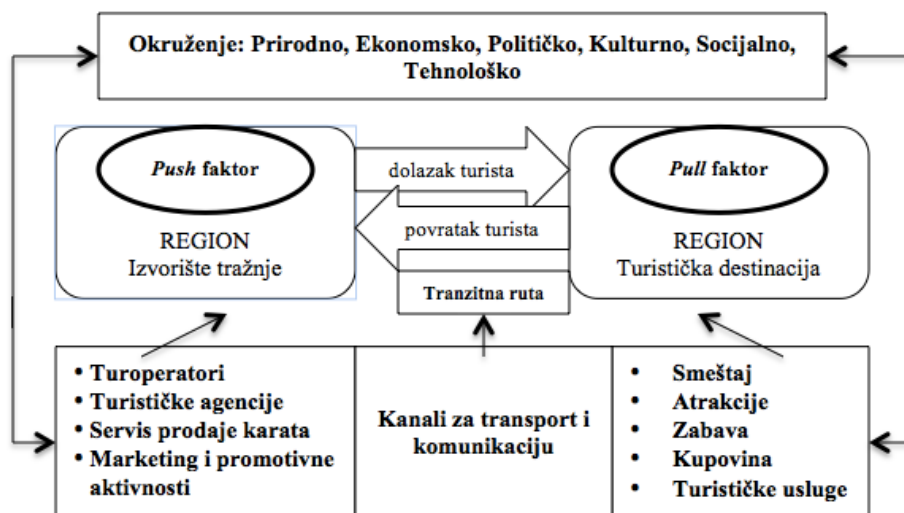 Okruženje: Prirodno, Ekonomsko, Političko, Kulturno, Socijalno,
Tehnološko
Push faktor
REGION
Izvorište tražnje
dolazak turista
povratak turista
Tranzitna ruta
Pull faktor
REGION
Turistička destinacija
• Turoperatori
• Turističke agencije
• Servis prodaje karata
• Marketing i promotivne
aktivnosti
Kanali za transport i
komunikaciju
• Smeštaj
• Atrakcije
• Zabava
• Kupovina
• Turističke usluge